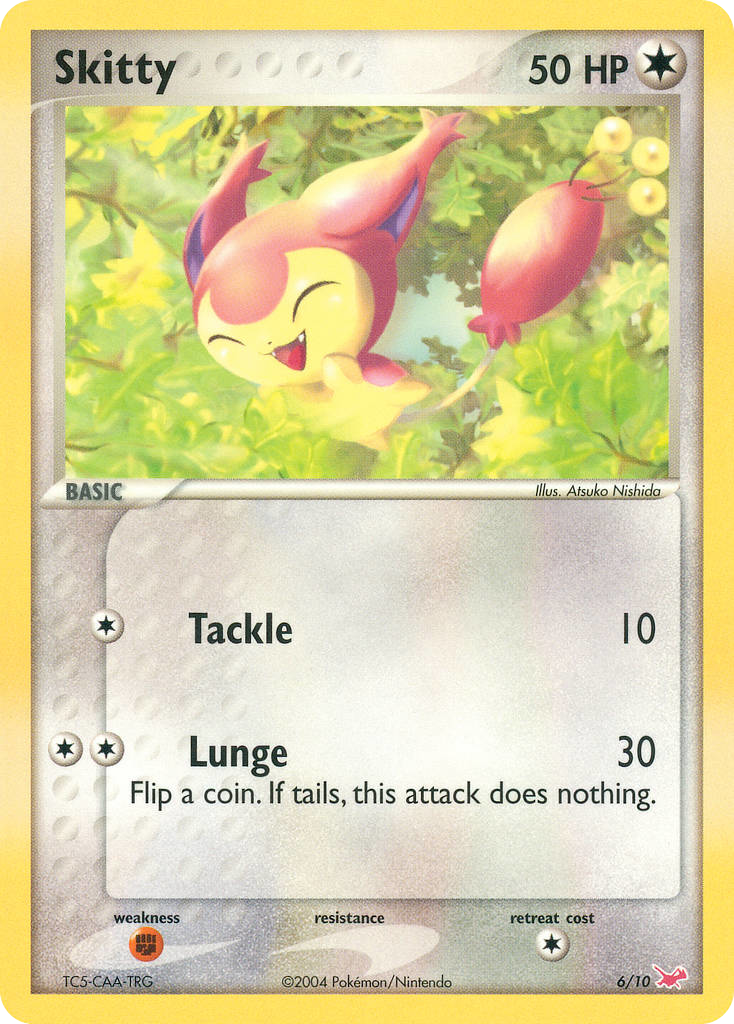 Skitty 50 HP
BASIC Illus. Atsuko Nishida
Tackle 10
Lunge 30
Flip a coin. If tails, this attack does nothing.
weakness resistance retreat cost
TC5-CAA-TRG ©2004 Pokémon/Nintendo 6/10